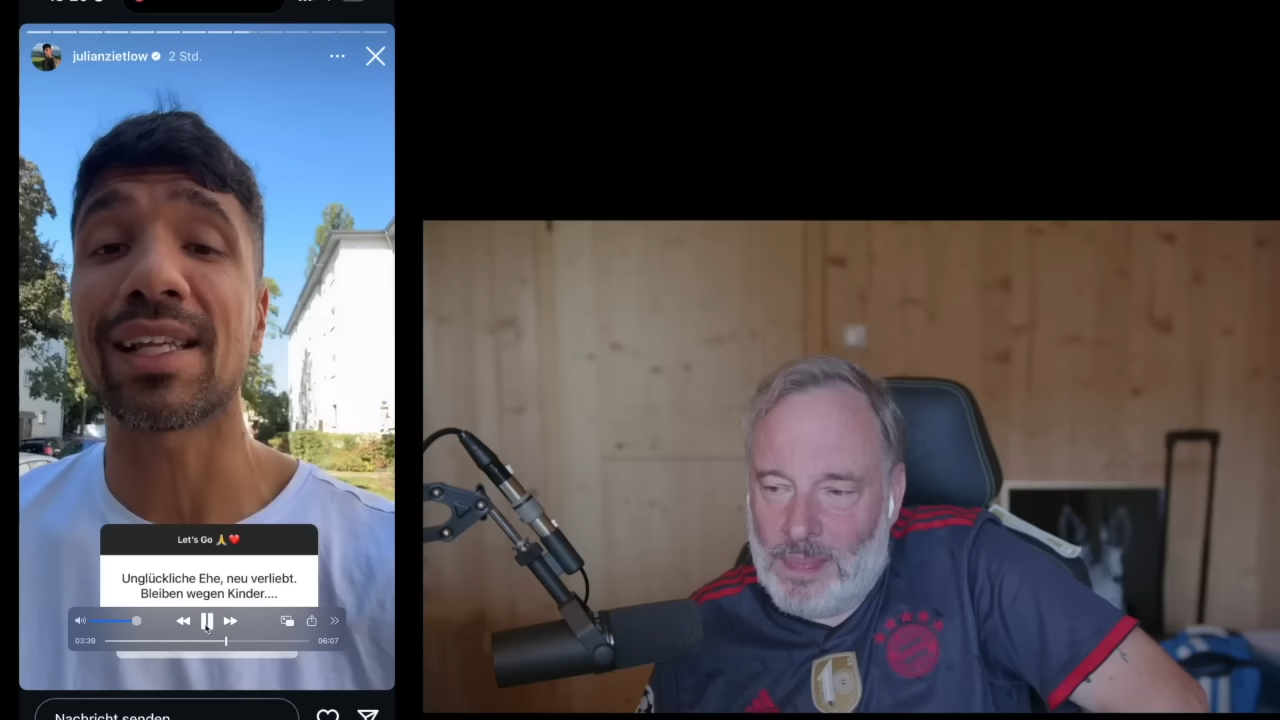 julianzietlow 2 Std.
Let's Go 🙏❤️
Unglückliche Ehe, neu verliebt.
Bleiben wegen Kinder....
03:39 06:07
Nachricht senden